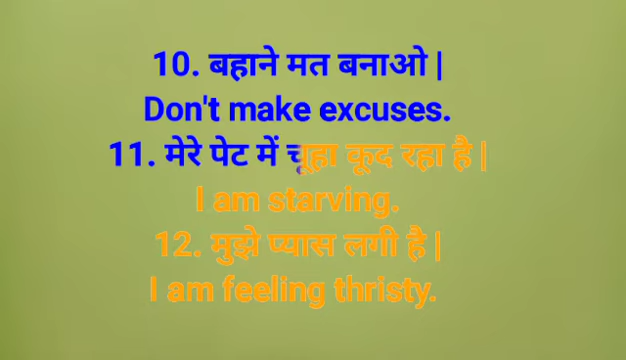 10. बहाने मत बनाओ |
Don't make excuses.
11. मेरे पेट में चूहा कूद रहा है |
I am starving.
12. मुझे प्यास लगी है |
I am feeling thristy.